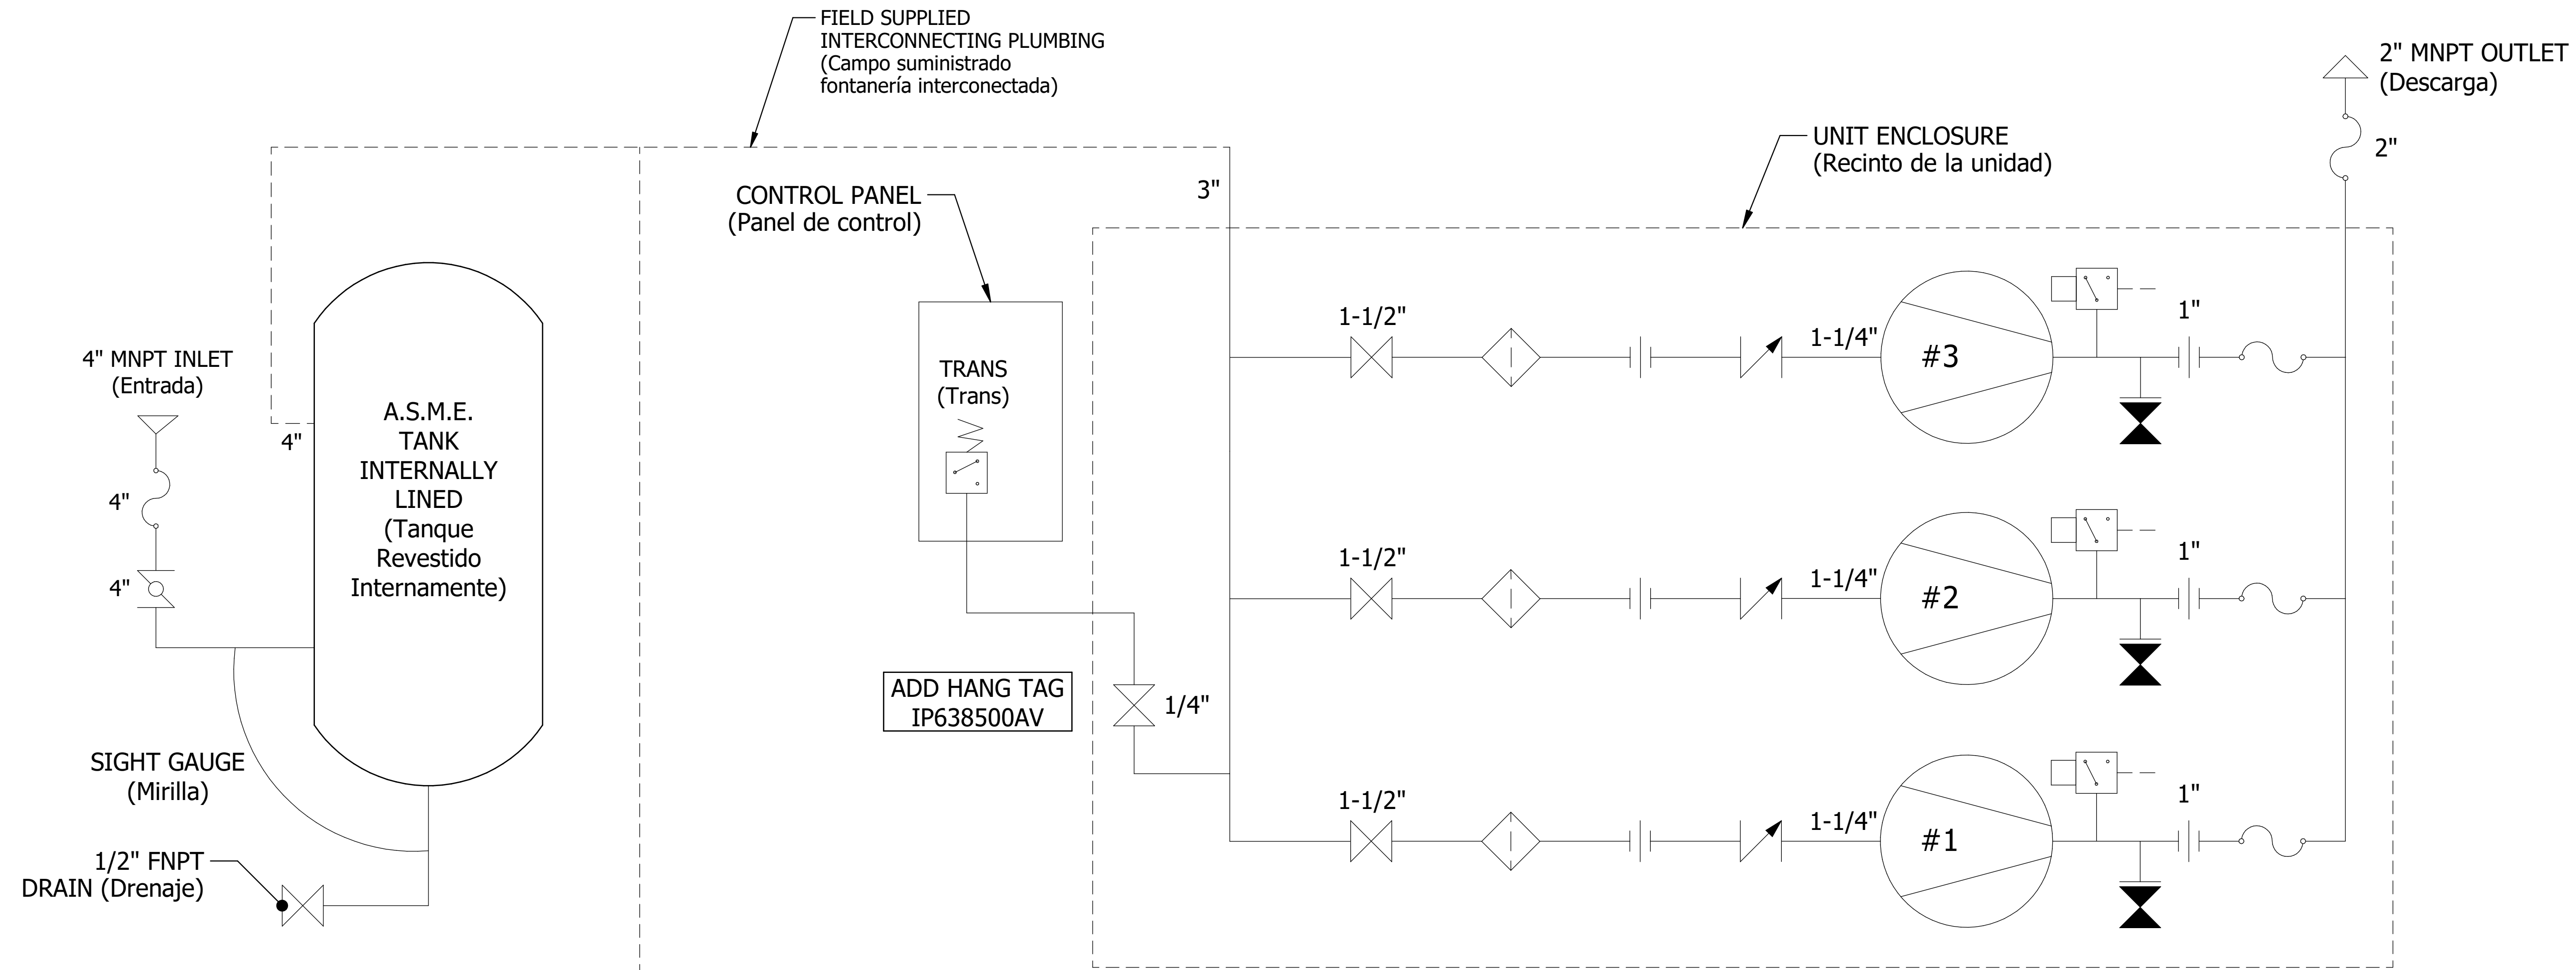 FIELD SUPPLIED
INTERCONNECTING PLUMBING
(Campo suministrado
fontanería interconectada)
2" MNPT OUTLET
(Descarga)
2"
UNIT ENCLOSURE
(Recinto de la unidad)
3"
CONTROL PANEL
(Panel de control)
TRANS
(Trans)
4" MNPT INLET
(Entrada)
4"
4"
4"
A.S.M.E.
TANK
INTERNALLY
LINED
(Tanque
Revestido
Internamente)
SIGHT GAUGE
(Mirilla)
1/2" FNPT
DRAIN (Drenaje)
ADD HANG TAG
IP638500AV
1/4"
1-1/2"
1-1/4"
#3
1"
1-1/2"
1-1/4"
#2
1"
1-1/2"
1-1/4"
#1
1"